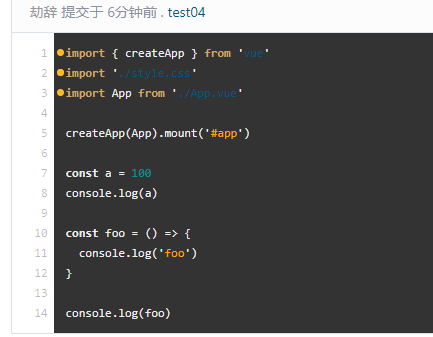 劫辞 提交于 6分钟前 . test04
1 import { createApp } from 'vue'
2 import './style.css'
3 import App from './App.vue'
4
5 createApp(App).mount('#app')
6
7 const a = 100
8 console.log(a)
9
10 const foo = () => {
11 console.log('foo')
12 }
13
14 console.log(foo)